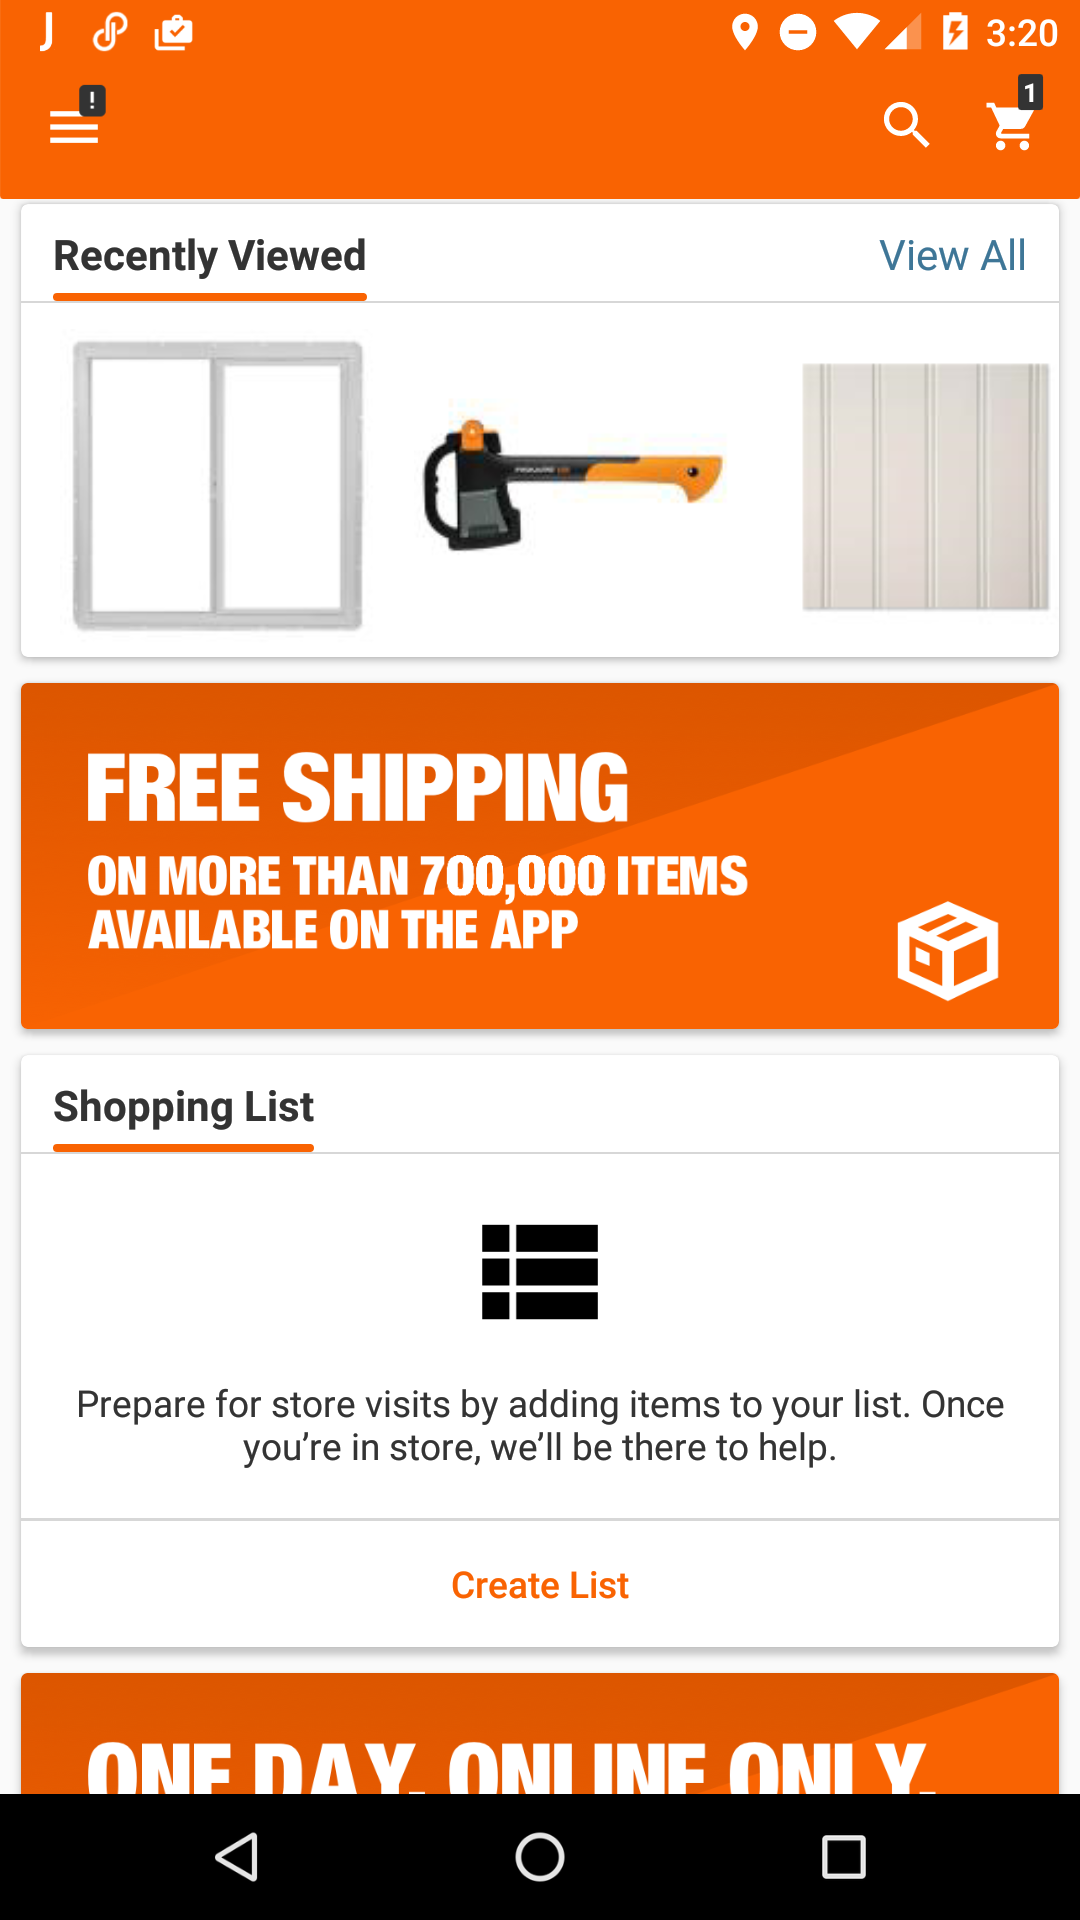 3:20
!
1
Recently Viewed
View All
FREE SHIPPING
ON MORE THAN 700,000 ITEMS
AVAILABLE ON THE APP
Shopping List
Prepare for store visits by adding items to your list. Once
you’re in store, we’ll be there to help.
Create List
ONE DAY. ONLINE ONLY.